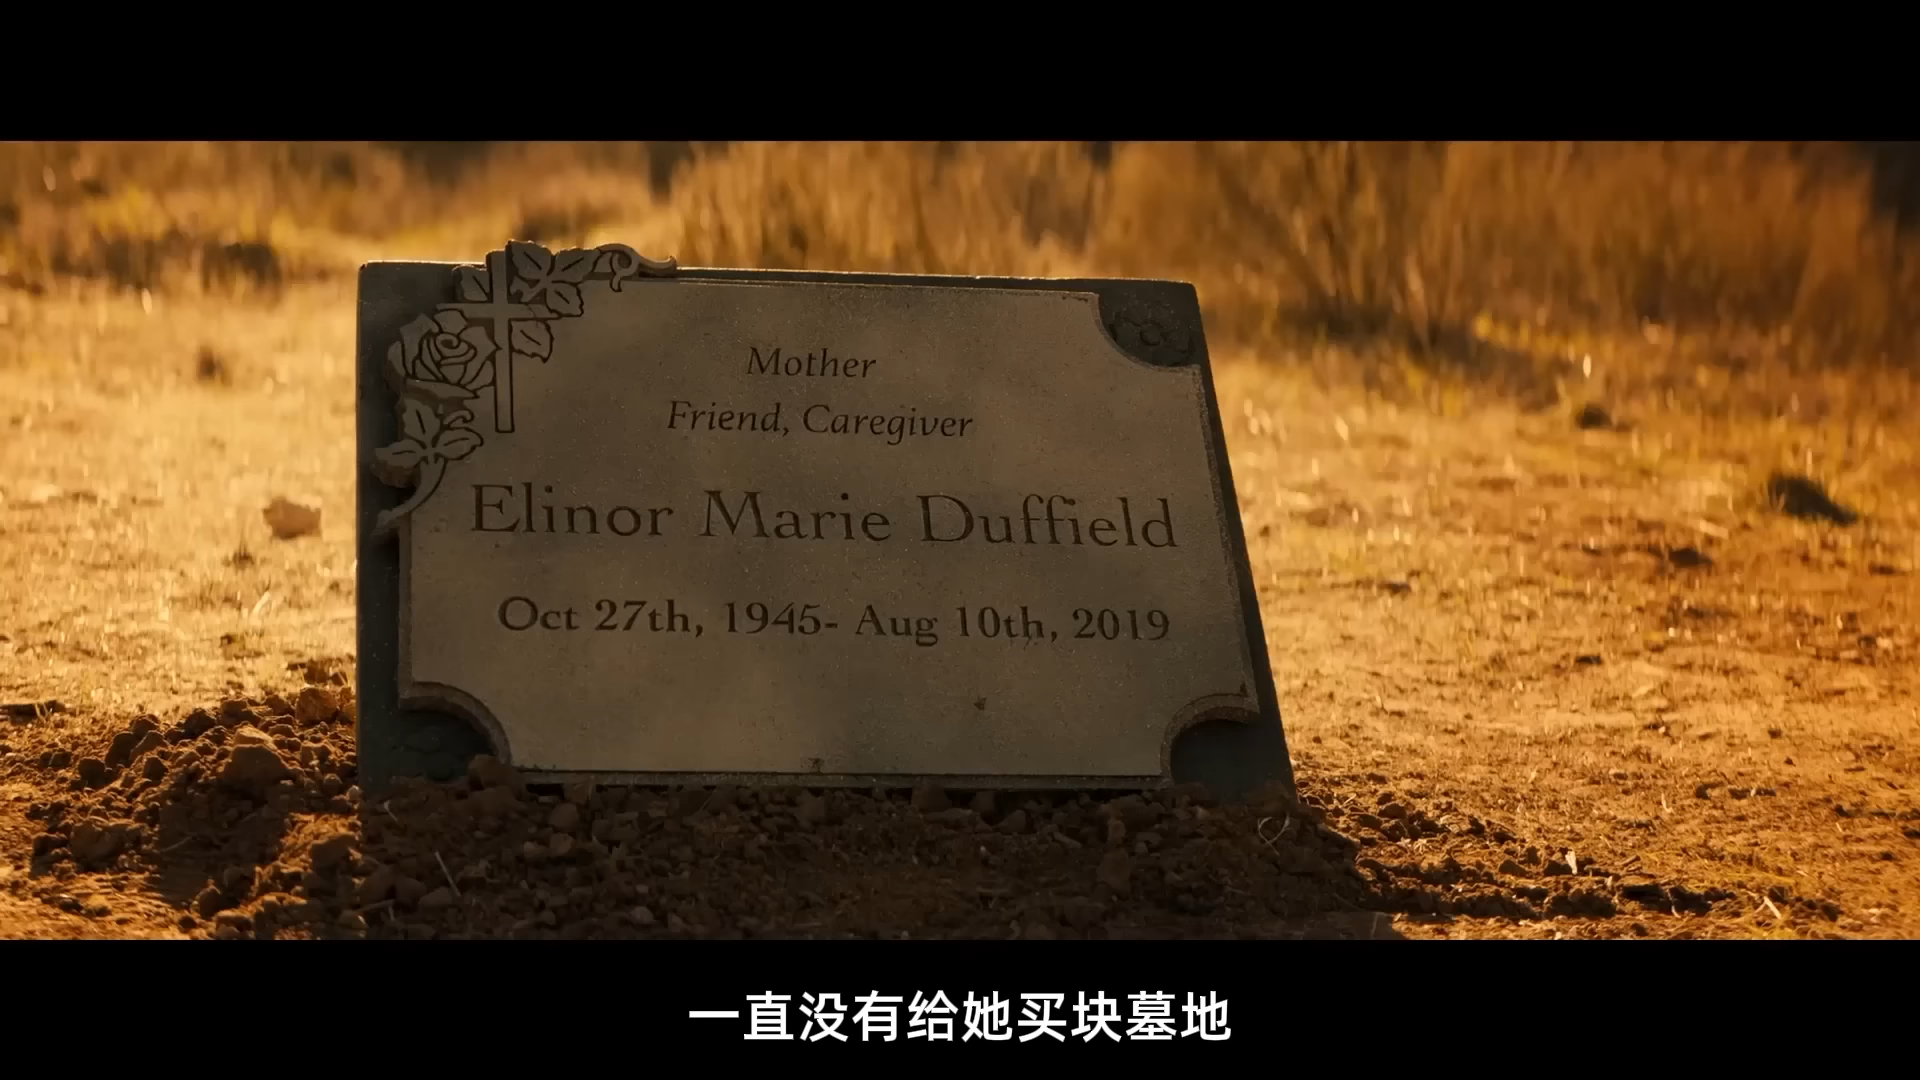 Mother
Friend, Caregiver
Elinor Marie Duffield
Oct 27th, 1945- Aug 10th, 2019
一直没有给她买块墓地